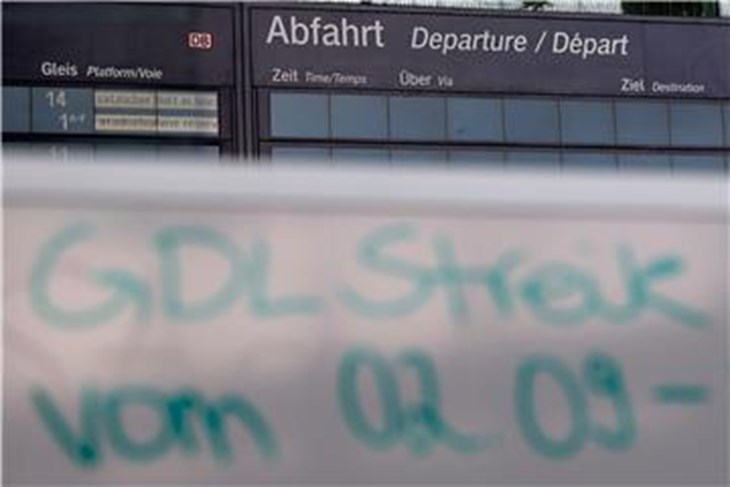 DB
Abfahrt Departure / Départ
Gleis Platform/Voie
Zeit Time/Temps Über Via Ziel Destination
14
1
GDL Streik
vom 02.09-